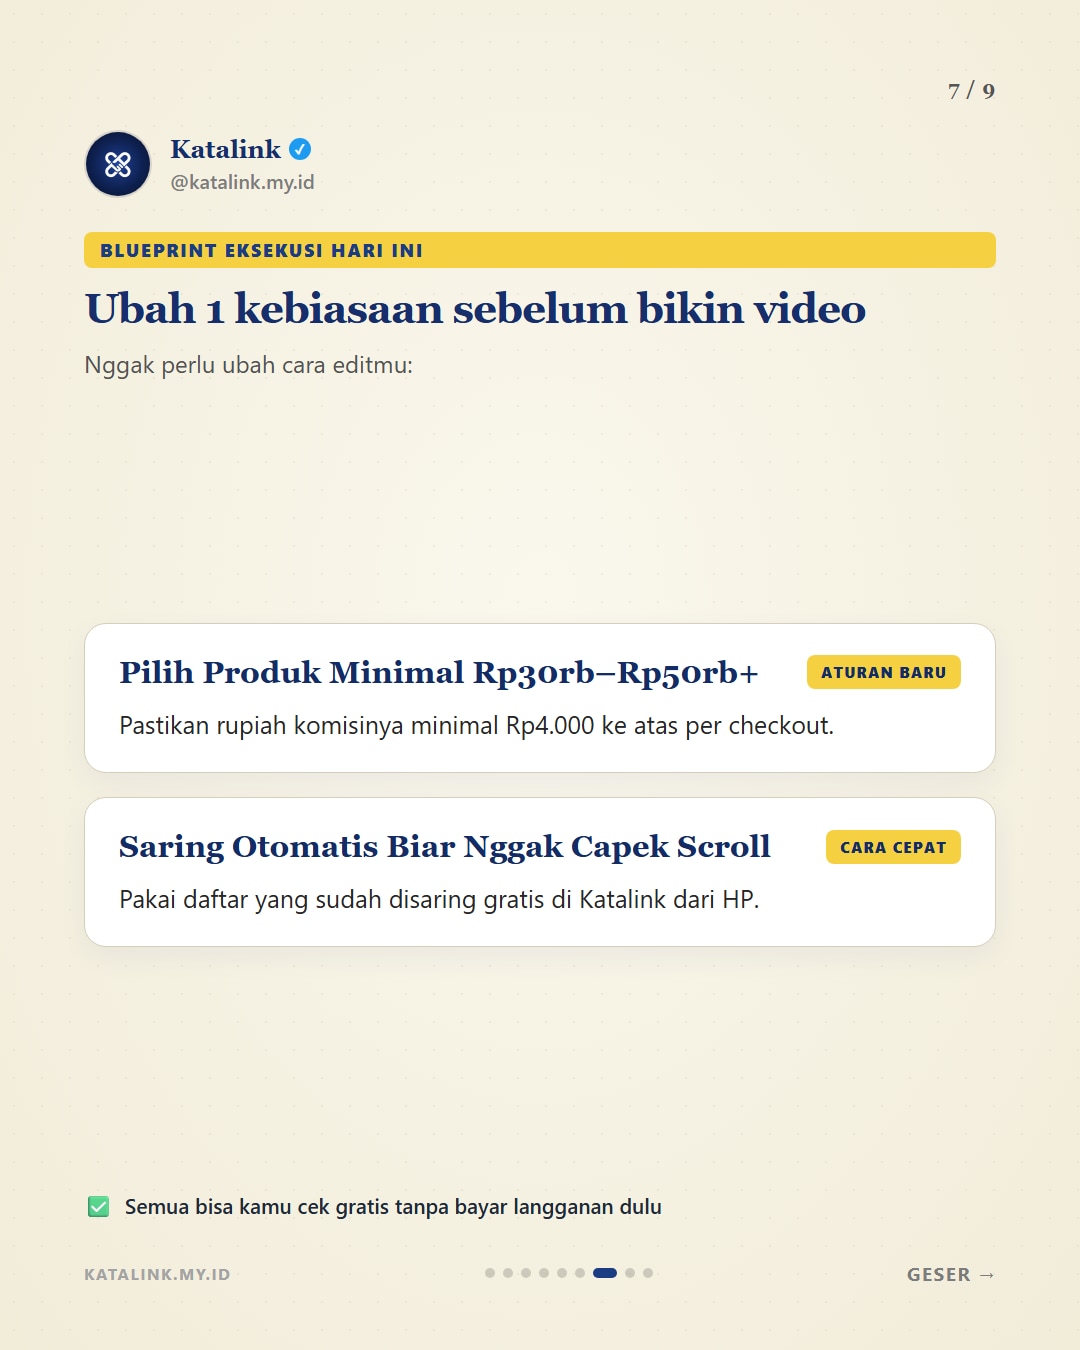 7 / 9
Katalink
@katalink.my.id
BLUEPRINT EKSEKUSI HARI INI
Ubah 1 kebiasaan sebelum bikin video
Nggak perlu ubah cara editmu:
Pilih Produk Minimal Rp30rb–Rp50rb+
ATURAN BARU
Pastikan rupiah komisinya minimal Rp4.000 ke atas per checkout.
Saring Otomatis Biar Nggak Capek Scroll
CARA CEPAT
Pakai daftar yang sudah disaring gratis di Katalink dari HP.
✅ Semua bisa kamu cek gratis tanpa bayar langganan dulu
KATALINK.MY.ID
GESER →